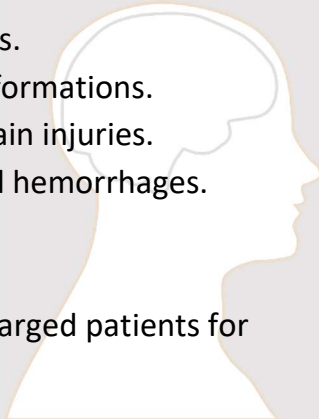 s.
formations.
ain injuries.
l hemorrhages.
arged patients for